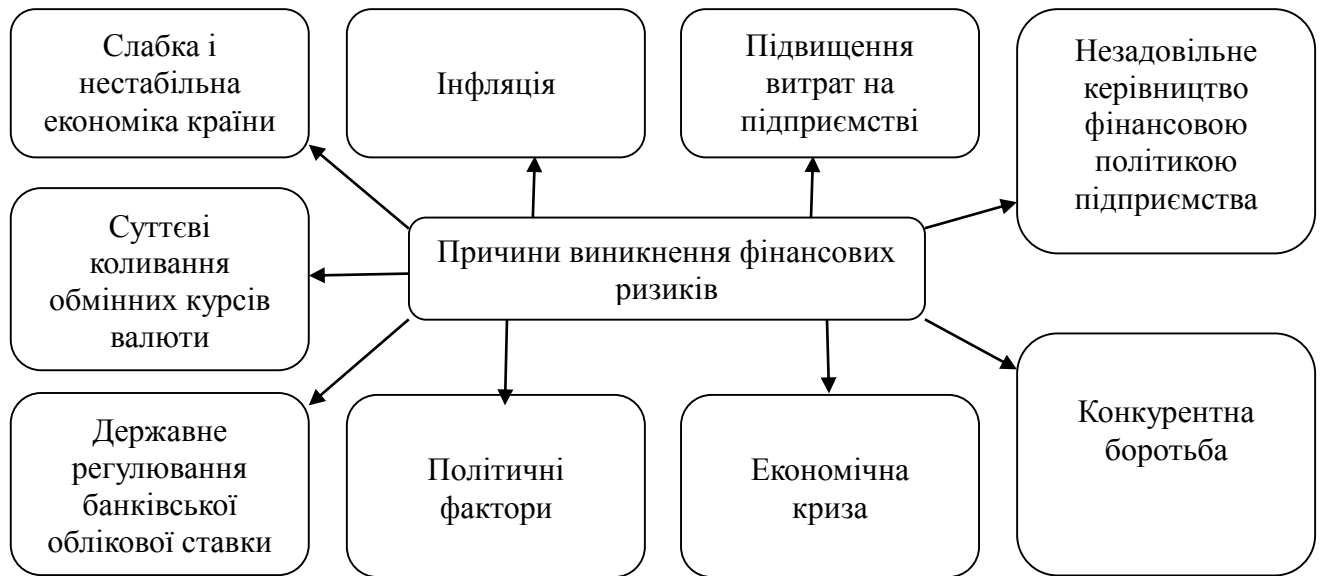 Слабка і
нестабільна
економіка країни
Інфляція
Підвищення
витрат на
підприємстві
Незадовільне
керівництво
фінансовою
політикою
підприємства
Суттєві
коливання
обмінних курсів
валюти
Причини виникнення фінансових
ризиків
Державне
регулювання
банківської
облікової ставки
Політичні
фактори
Економічна
криза
Конкурентна
боротьба